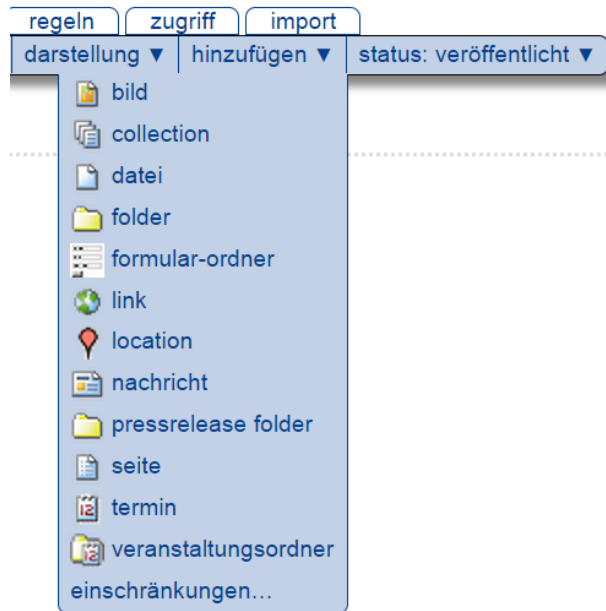 regeln zugriff import
darstellung ▼ hinzufügen ▼ status: veröffentlicht ▼
bild
collection
datei
folder
formular-ordner
link
location
nachricht
pressrelease folder
seite
termin
veranstaltungsordner
einschränkungen…